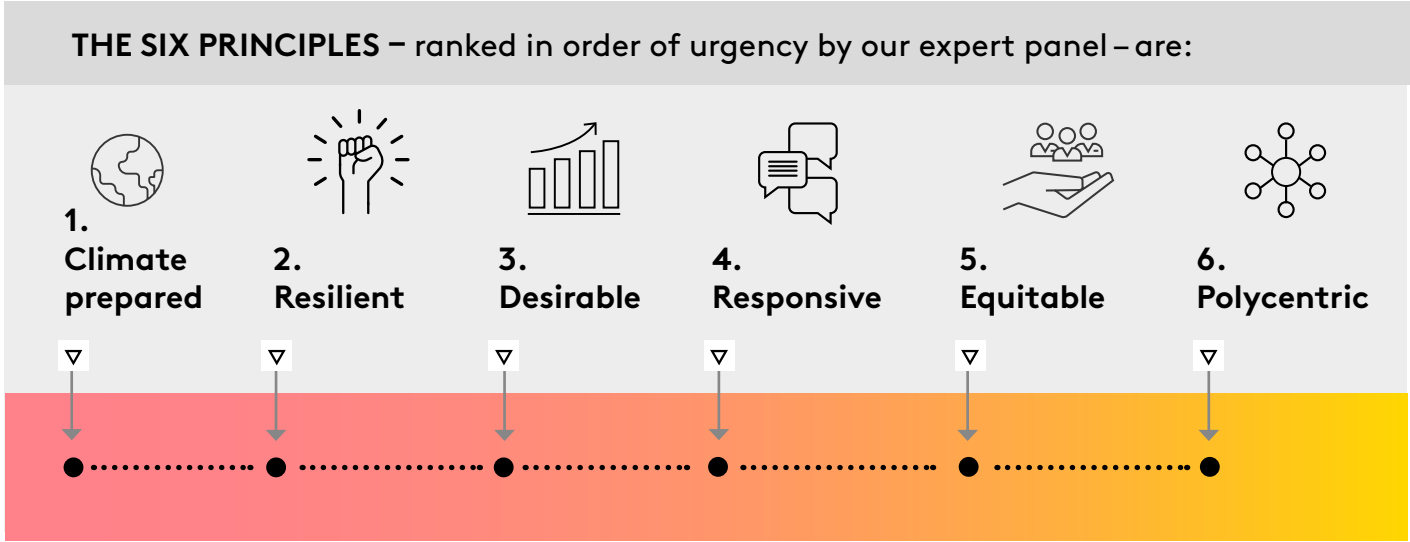 THE SIX PRINCIPLES – ranked in order of urgency by our expert panel – are:
1.
Climate
prepared
2.
Resilient
3.
Desirable
4.
Responsive
5.
Equitable
6.
Polycentric